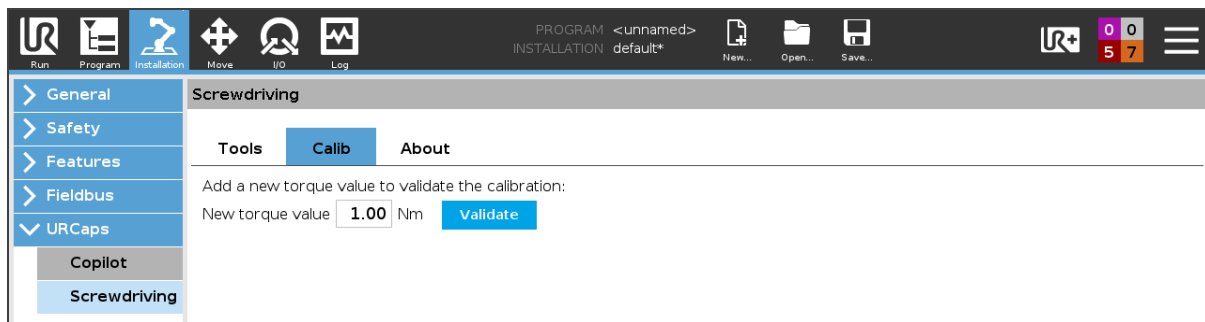 PROGRAM <unnamed>
INSTALLATION default*
UR
UR+
0 0
5 7
Run Program Installation Move I/O Log New... Open... Save...
General
Safety
Features
Fieldbus
URCaps
Copilot
Screwdriving
Screwdriving
Tools Calib About
Add a new torque value to validate the calibration:
New torque value 1.00 Nm Validate